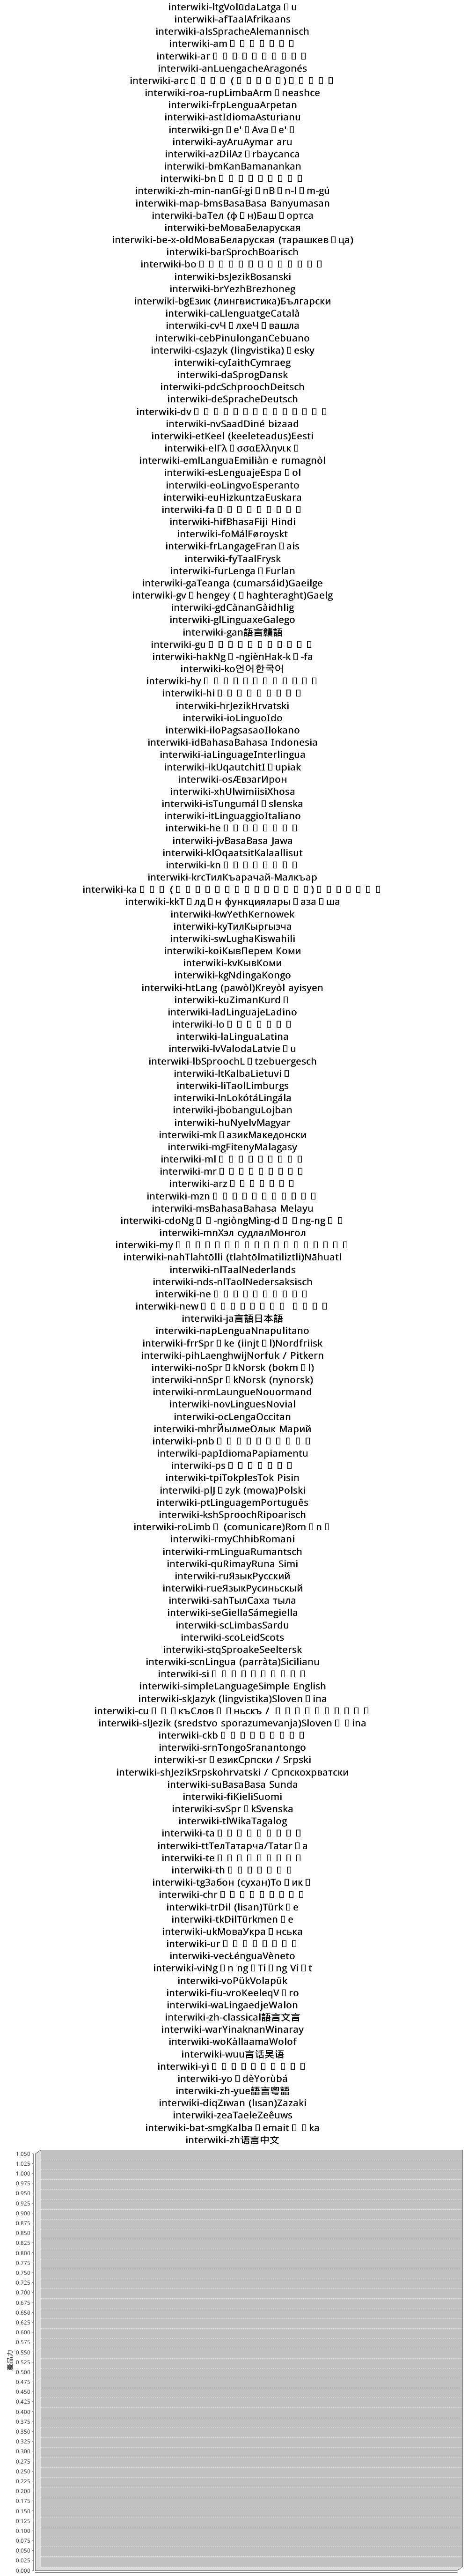 interwiki-ltgVolūdaLatga u
interwiki-afTaalAfrikaans
interwiki-alsSpracheAlemannisch
interwiki-am
interwiki-ar
interwiki-anLuengacheAragonés
interwiki-arc ( )
interwiki-roa-rupLimbaArm neashce
interwiki-frpLenguaArpetan
interwiki-astIdiomaAsturianu
interwiki-gn e' Ava e'
interwiki-ayAruAymar aru
interwiki-azDilAz rbaycanca
interwiki-bmKanBamanankan
interwiki-bn
interwiki-zh-min-nanGí-gi nB n-l m-gú
interwiki-map-bmsBasaBasa Banyumasan
interwiki-baТел (ф н)Баш ортса
interwiki-beМоваБеларуская
interwiki-be-x-oldМоваБеларуская (тарашкев ца)
interwiki-barSprochBoarisch
interwiki-bo
interwiki-bsJezikBosanski
interwiki-brYezhBrezhoneg
interwiki-bgЕзик (лингвистика)Български
interwiki-caLlenguatgeCatalà
interwiki-cvЧ лхеЧ вашла
interwiki-cebPinulonganCebuano
interwiki-csJazyk (lingvistika) esky
interwiki-cyIaithCymraeg
interwiki-daSprogDansk
interwiki-pdcSchproochDeitsch
interwiki-deSpracheDeutsch
interwiki-dv
interwiki-nvSaadDiné bizaad
interwiki-etKeel (keeleteadus)Eesti
interwiki-elΓλ σσαΕλληνικ
interwiki-emlLanguaEmiliàn e rumagnòl
interwiki-esLenguajeEspa ol
interwiki-eoLingvoEsperanto
interwiki-euHizkuntzaEuskara
interwiki-fa
interwiki-hifBhasaFiji Hindi
interwiki-foMálFøroyskt
interwiki-frLangageFran ais
interwiki-fyTaalFrysk
interwiki-furLenga Furlan
interwiki-gaTeanga (cumarsáid)Gaeilge
interwiki-gv hengey ( haghteraght)Gaelg
interwiki-gdCànanGàidhlig
interwiki-glLinguaxeGalego
interwiki-gan語言贛語
interwiki-gu
interwiki-hakNg -ngiènHak-k -fa
interwiki-ko언어한국어
interwiki-hy
interwiki-hi
interwiki-hrJezikHrvatski
interwiki-ioLinguoIdo
interwiki-iloPagsasaoIlokano
interwiki-idBahasaBahasa Indonesia
interwiki-iaLinguageInterlingua
interwiki-ikUqautchitI upiak
interwiki-osÆвзагИрон
interwiki-xhUlwimiisiXhosa
interwiki-isTungumál slenska
interwiki-itLinguaggioItaliano
interwiki-he
interwiki-jvBasaBasa Jawa
interwiki-klOqaatsitKalaallisut
interwiki-kn
interwiki-krcТилКъарачай-Малкъар
interwiki-ka ( )
interwiki-kkТ лд н функциялары аза ша
interwiki-kwYethKernowek
interwiki-kyТилКыргызча
interwiki-swLughaKiswahili
interwiki-koiКывПерем Коми
interwiki-kvКывКоми
interwiki-kgNdingaKongo
interwiki-htLang (pawòl)Kreyòl ayisyen
interwiki-kuZimanKurd
interwiki-ladLinguajeLadino
interwiki-lo
interwiki-laLinguaLatina
interwiki-lvValodaLatvie u
interwiki-lbSproochL tzebuergesch
interwiki-ltKalbaLietuvi
interwiki-liTaolLimburgs
interwiki-lnLokótáLingála
interwiki-jbobanguLojban
interwiki-huNyelvMagyar
interwiki-mk азикМакедонски
interwiki-mgFitenyMalagasy
interwiki-ml
interwiki-mr
interwiki-arz
interwiki-mzn
interwiki-msBahasaBahasa Melayu
interwiki-cdoNg -ngiòngMìng-d ng-ng
interwiki-mnХэл судлалМонгол
interwiki-my
interwiki-nahTlahtōlli (tlahtōlmatiliztli)Nāhuatl
interwiki-nlTaalNederlands
interwiki-nds-nlTaolNedersaksisch
interwiki-ne
interwiki-new
interwiki-ja言語日本語
interwiki-napLenguaNnapulitano
interwiki-frrSpr ke (iinjt l)Nordfriisk
interwiki-pihLaenghwijNorfuk / Pitkern
interwiki-noSpr kNorsk (bokm l)
interwiki-nnSpr kNorsk (nynorsk)
interwiki-nrmLaungueNouormand
interwiki-novLinguesNovial
interwiki-ocLengaOccitan
interwiki-mhrЙылмеОлык Марий
interwiki-pnb
interwiki-papIdiomaPapiamentu
interwiki-ps
interwiki-tpiTokplesTok Pisin
interwiki-plJ zyk (mowa)Polski
interwiki-ptLinguagemPortuguês
interwiki-kshSproochRipoarisch
interwiki-roLimb (comunicare)Rom n
interwiki-rmyChhibRomani
interwiki-rmLinguaRumantsch
interwiki-quRimayRuna Simi
interwiki-ruЯзыкРусский
interwiki-rueЯзыкРусиньскый
interwiki-sahТылСаха тыла
interwiki-seGiellaSámegiella
interwiki-scLimbasSardu
interwiki-scoLeidScots
interwiki-stqSproakeSeeltersk
interwiki-scnLingua (parràta)Sicilianu
interwiki-si
interwiki-simpleLanguageSimple English
interwiki-skJazyk (lingvistika)Sloven ina
interwiki-cu къСлов ньскъ /
interwiki-slJezik (sredstvo sporazumevanja)Sloven ina
interwiki-ckb
interwiki-srnTongoSranantongo
interwiki-sr езикСрпски / Srpski
interwiki-shJezikSrpskohrvatski / Српскохрватски
interwiki-suBasaBasa Sunda
interwiki-fiKieliSuomi
interwiki-svSpr kSvenska
interwiki-tlWikaTagalog
interwiki-ta
interwiki-ttТелТатарча/Tatar a
interwiki-te
interwiki-th
interwiki-tgЗабон (сухан)То ик
interwiki-chr
interwiki-trDil (lisan)Türk e
interwiki-tkDilTürkmen e
interwiki-ukМоваУкра нська
interwiki-ur
interwiki-vecŁénguaVèneto
interwiki-viNg n ng Ti ng Vi t
interwiki-voPükVolapük
interwiki-fiu-vroKeeleqV ro
interwiki-waLingaedjeWalon
interwiki-zh-classical語言文言
interwiki-warYinaknanWinaray
interwiki-woKàllaamaWolof
interwiki-wuu言话吴语
interwiki-yi
interwiki-yo dèYorùbá
interwiki-zh-yue語言粵語
interwiki-diqZıwan (lısan)Zazaki
interwiki-zeaTaeleZeêuws
interwiki-bat-smgKalba emait ka
interwiki-zh语言中文
1.050
1.025
1.000
0.975
0.950
0.925
0.900
0.875
0.850
0.825
0.800
0.775
0.750
0.725
0.700
0.675
0.650
0.625
0.600
0.575
0.550
0.525
0.500
0.475
0.450
0.425
0.400
0.375
0.350
0.325
0.300
0.275
0.250
0.225
0.200
0.175
0.150
0.125
0.100
0.075
0.050
0.025
0.000
產品力